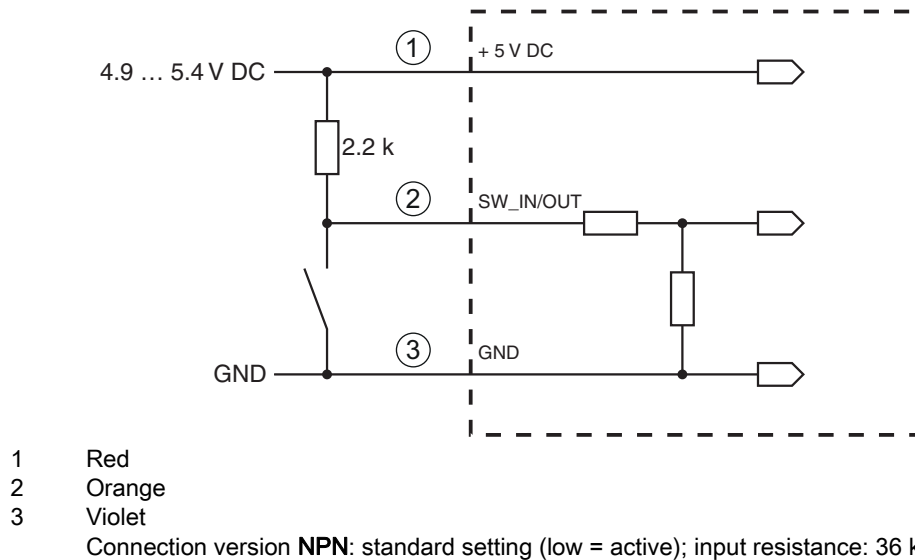 1
+ 5 V DC
4.9 … 5.4 V DC
2.2 k
2
SW_IN/OUT
3
GND
GND
1 Red
2 Orange
3 Violet
Connection version NPN: standard setting (low = active); input resistance: 36 k